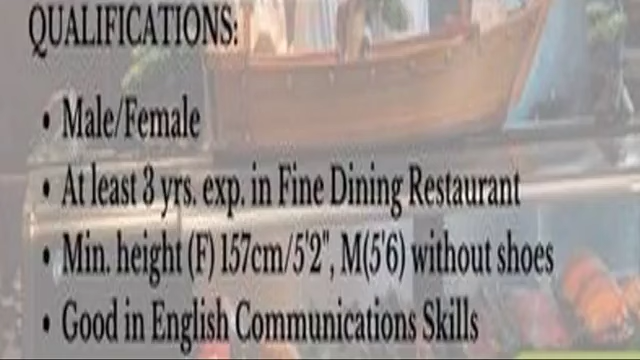 QUALIFICATIONS:
• Male/Female
• At least 3 yrs. exp. in Fine Dining Restaurant
• Min. height (F) 157cm/5'2", M(5'6) without shoes
• Good in English Communications Skills